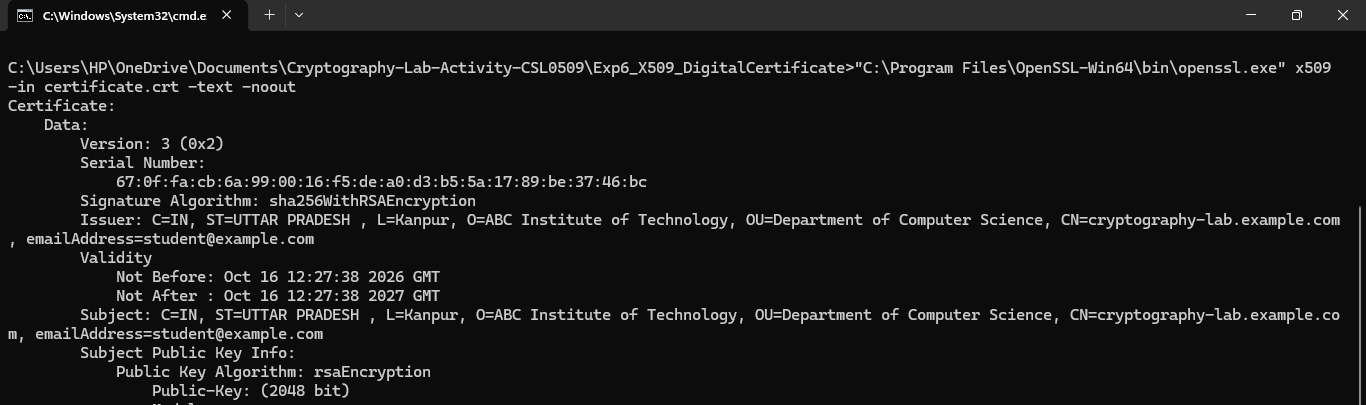 C:\Windows\System32\cmd.e
C:\Users\HP\OneDrive\Documents\Cryptography-Lab-Activity-CSL0509\Exp6_X509_DigitalCertificate>"C:\Program Files\OpenSSL-Win64\bin\openssl.exe" x509
-in certificate.crt -text -noout
Certificate:
Data:
Version: 3 (0x2)
Serial Number:
67:0f:fa:cb:6a:99:00:16:f5:de:a0:d3:b5:5a:17:89:be:37:46:bc
Signature Algorithm: sha256WithRSAEncryption
Issuer: C=IN, ST=UTTAR PRADESH , L=Kanpur, O=ABC Institute of Technology, OU=Department of Computer Science, CN=cryptography-lab.example.com
, emailAddress=student@example.com
Validity
Not Before: Oct 16 12:27:38 2026 GMT
Not After : Oct 16 12:27:38 2027 GMT
Subject: C=IN, ST=UTTAR PRADESH , L=Kanpur, O=ABC Institute of Technology, OU=Department of Computer Science, CN=cryptography-lab.example.co
m, emailAddress=student@example.com
Subject Public Key Info:
Public Key Algorithm: rsaEncryption
Public-Key: (2048 bit)